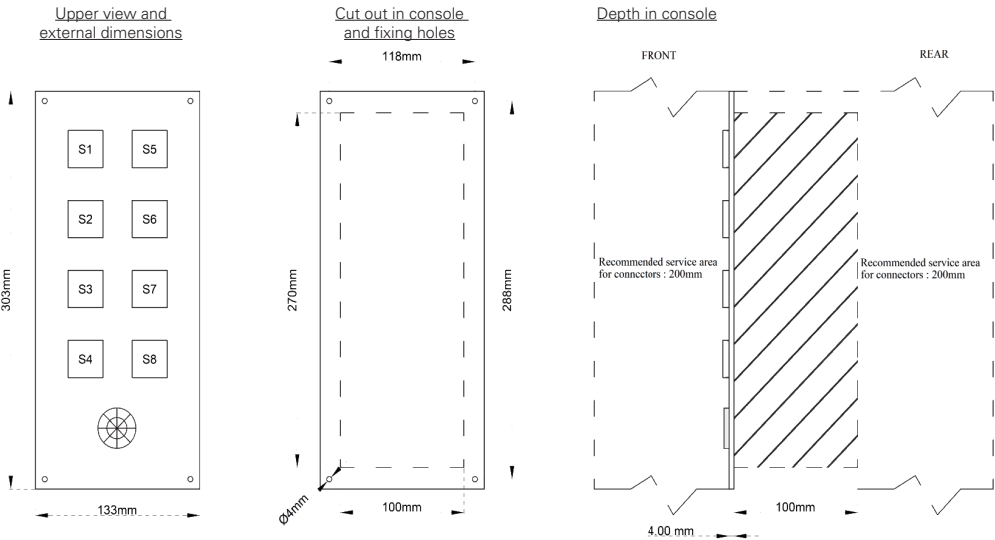 Upper view and
external dimensions
Cut out in console
and fixing holes
Depth in console
118mm
FRONT
REAR
S1
S5
S2
S6
S3
S7
S4
S8
303mm
133mm
270mm
288mm
Ø4mm
100mm
Recommended service area
for connectors : 200mm
Recommended service area
for connectors : 200mm
100mm
4.00 mm